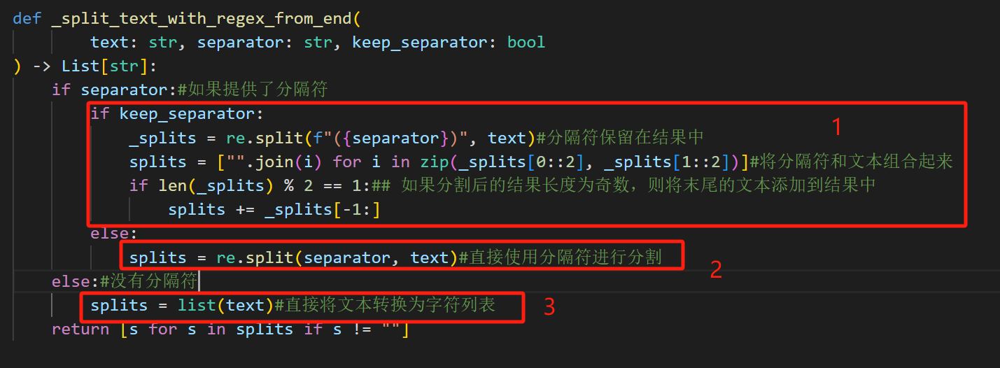 def _split_text_with_regex_from_end(
        text: str, separator: str, keep_separator: bool
) -> List[str]:
    if separator:#如果提供了分隔符
        if keep_separator:
            _splits = re.split(f"({separator})", text)#分隔符保留在结果中
            splits = ["".join(i) for i in zip(_splits[0::2], _splits[1::2])]#将分隔符和文本组合起来
            if len(_splits) % 2 == 1:## 如果分割后的结果长度为奇数，则将末尾的文本添加到结果中
                splits += _splits[-1:]
1
        else:
            splits = re.split(separator, text)#直接使用分隔符进行分割
2
    else:#没有分隔符
        splits = list(text)#直接将文本转换为字符列表
3
    return [s for s in splits if s != ""]